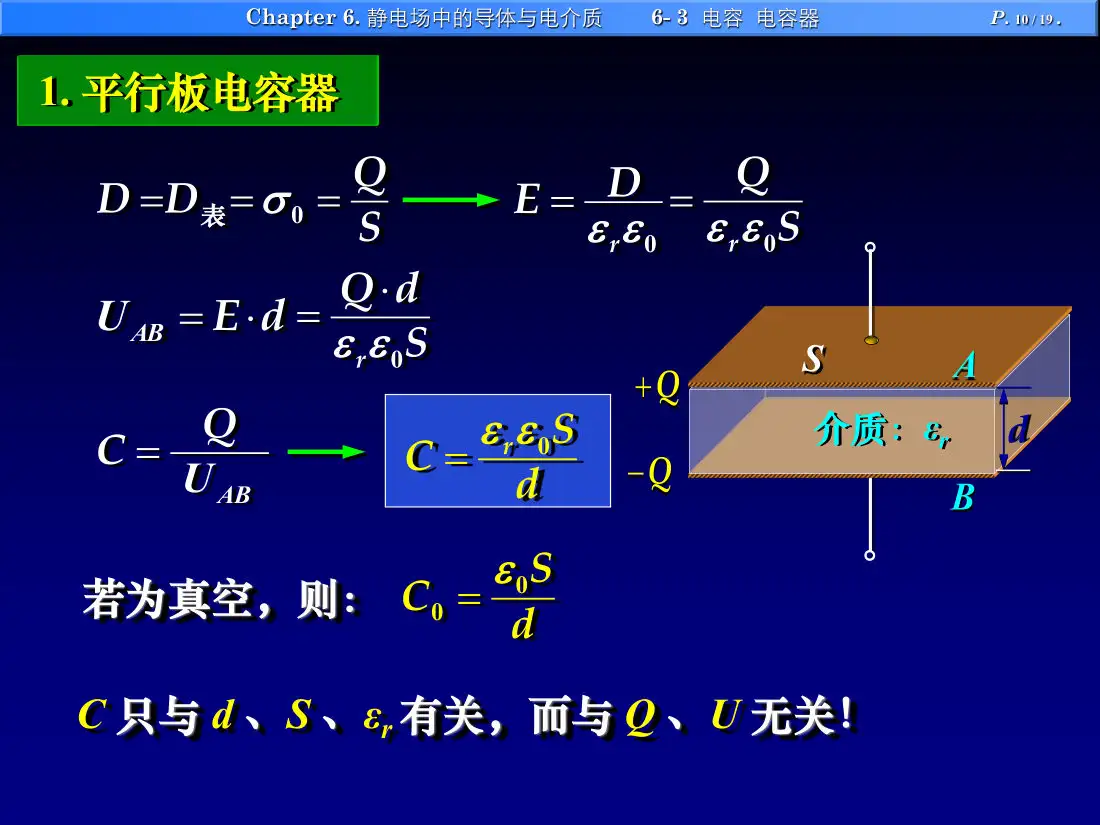 Chapter 6. 静电场中的导体与电介质 6-3 电容 电容器 P. 10 / 19 .
1. 平行板电容器
D = D表 = σ0 = Q/S → E = D/(εrε0) = Q/(εrε0S)
UAB = E · d = Q · d/(εrε0S)
C = Q/UAB → C = εrε0S/d
S
A
+Q
介质：εr
d
−Q
B
若为真空，则： C0 = ε0S/d
C 只与 d 、S 、εr 有关，而与 Q 、U 无关！